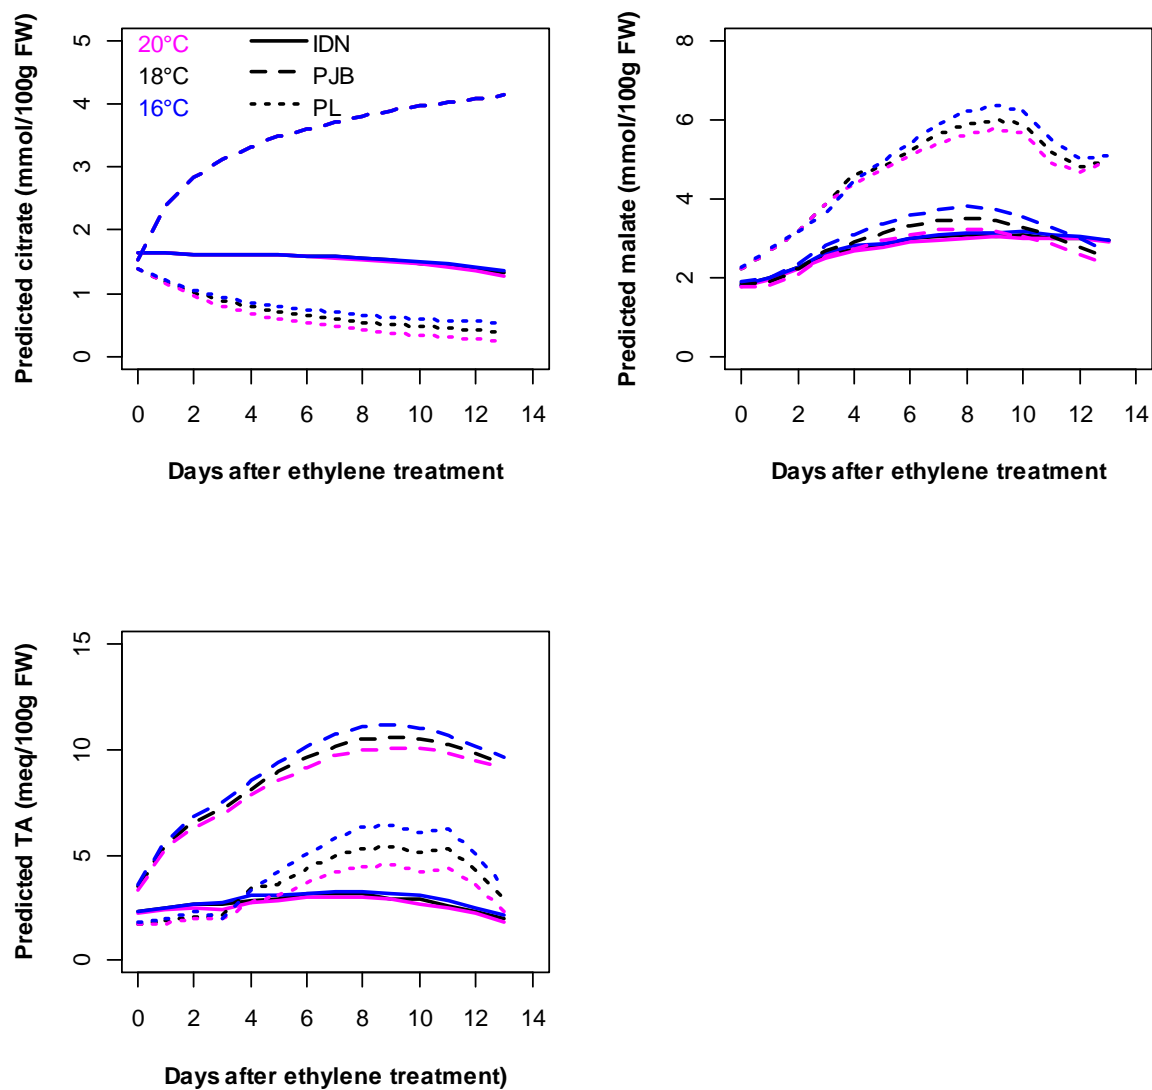 Predicted citrate (mmol/100g FW)
5
4
3
2
1
0
20°C IDN
18°C PJB
16°C PL
0 2 4 6 8 10 12 14
Days after ethylene treatment
Predicted malate (mmol/100g FW)
8
6
4
2
0
0 2 4 6 8 10 12 14
Days after ethylene treatment
Predicted TA (meq/100g FW)
15
10
5
0
0 2 4 6 8 10 12 14
Days after ethylene treatment)